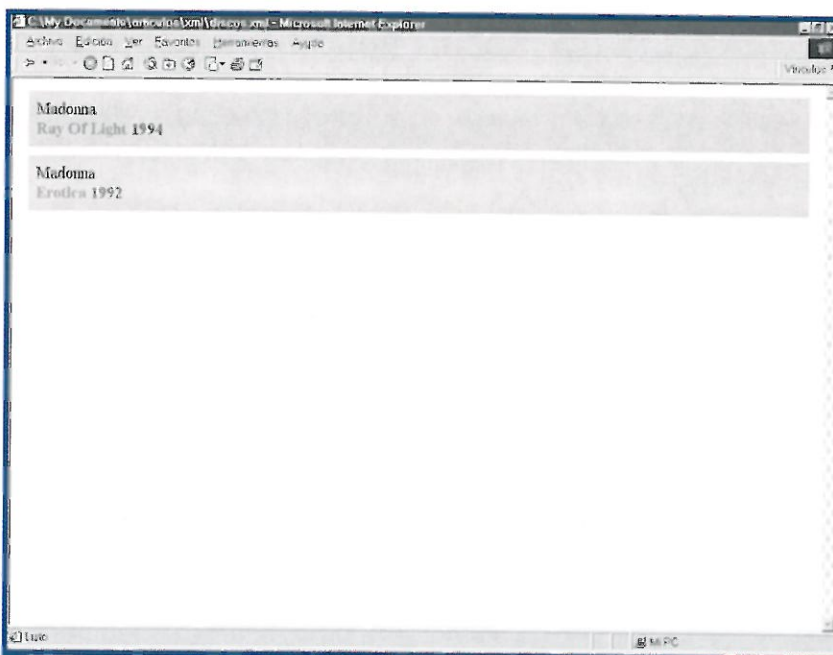 C:\My Documents\articulos\xml\discos.xml - Microsoft Internet Explorer
Archivo Edición Ver Favoritos Herramientas Ayuda
Vínculos
Madonna
Ray Of Light 1994
Madonna
Erotica 1992
Listo
Mi PC